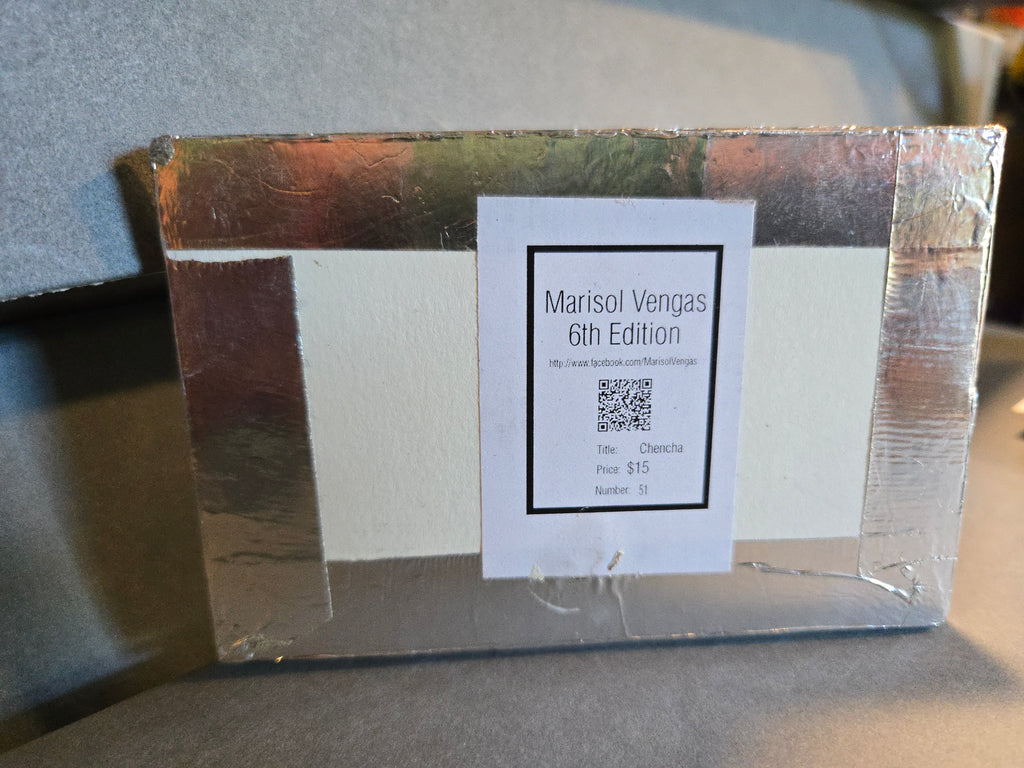 Marisol Vengas
6th Edition
http://www.facebook.com/MarisolVengas
Title: Chencha
Price: $15
Number: 51